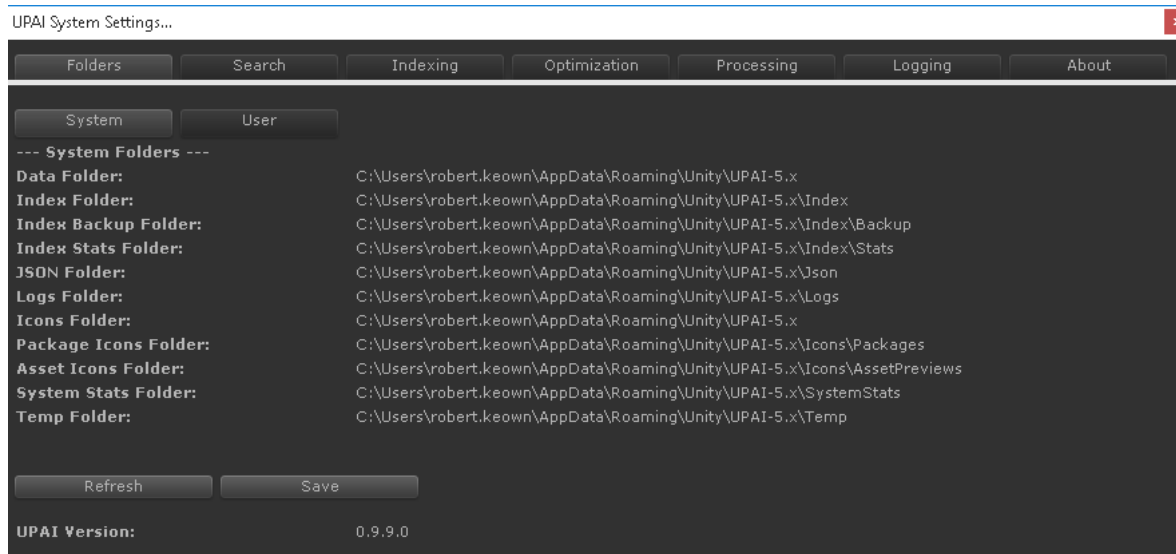 UPAI System Settings...
Folders Search Indexing Optimization Processing Logging About
System User
--- System Folders ---
Data Folder: C:\Users\robert.keown\AppData\Roaming\Unity\UPAI-5.x
Index Folder: C:\Users\robert.keown\AppData\Roaming\Unity\UPAI-5.x\Index
Index Backup Folder: C:\Users\robert.keown\AppData\Roaming\Unity\UPAI-5.x\Index\Backup
Index Stats Folder: C:\Users\robert.keown\AppData\Roaming\Unity\UPAI-5.x\Index\Stats
JSON Folder: C:\Users\robert.keown\AppData\Roaming\Unity\UPAI-5.x\Json
Logs Folder: C:\Users\robert.keown\AppData\Roaming\Unity\UPAI-5.x\Logs
Icons Folder: C:\Users\robert.keown\AppData\Roaming\Unity\UPAI-5.x
Package Icons Folder: C:\Users\robert.keown\AppData\Roaming\Unity\UPAI-5.x\Icons\Packages
Asset Icons Folder: C:\Users\robert.keown\AppData\Roaming\Unity\UPAI-5.x\Icons\AssetPreviews
System Stats Folder: C:\Users\robert.keown\AppData\Roaming\Unity\UPAI-5.x\SystemStats
Temp Folder: C:\Users\robert.keown\AppData\Roaming\Unity\UPAI-5.x\Temp
Refresh Save
UPAI Version: 0.9.9.0